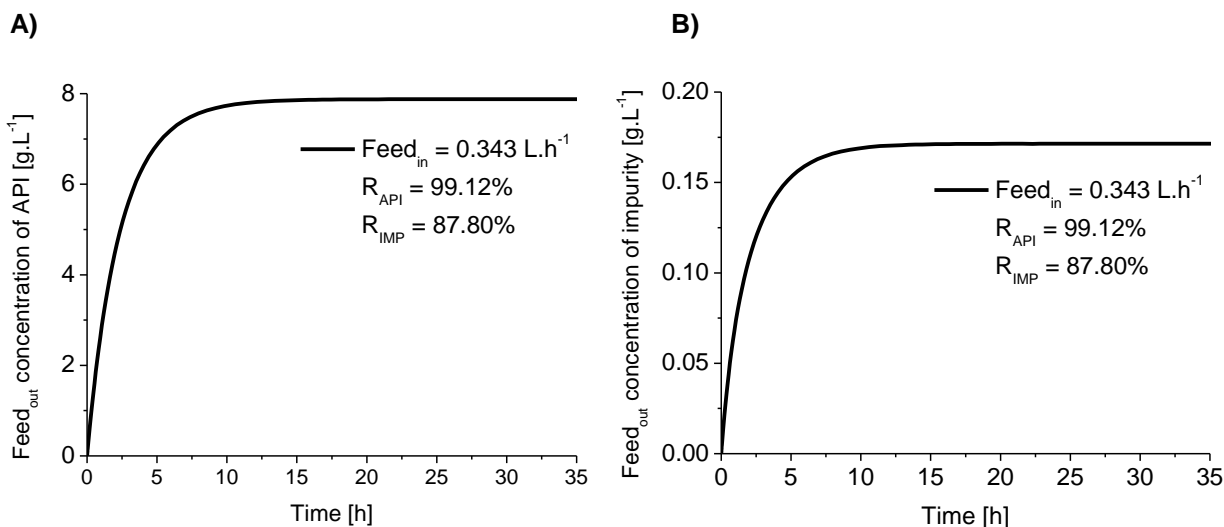 A)
Feed_out concentration of API [g.L⁻¹]
8
6
4
2
0
Feed_in = 0.343 L.h⁻¹
R_API = 99.12%
R_IMP = 87.80%
0 5 10 15 20 25 30 35
Time [h]
B)
Feed_out concentration of impurity [g.L⁻¹]
0.20
0.15
0.10
0.05
0.00
Feed_in = 0.343 L.h⁻¹
R_API = 99.12%
R_IMP = 87.80%
0 5 10 15 20 25 30 35
Time [h]